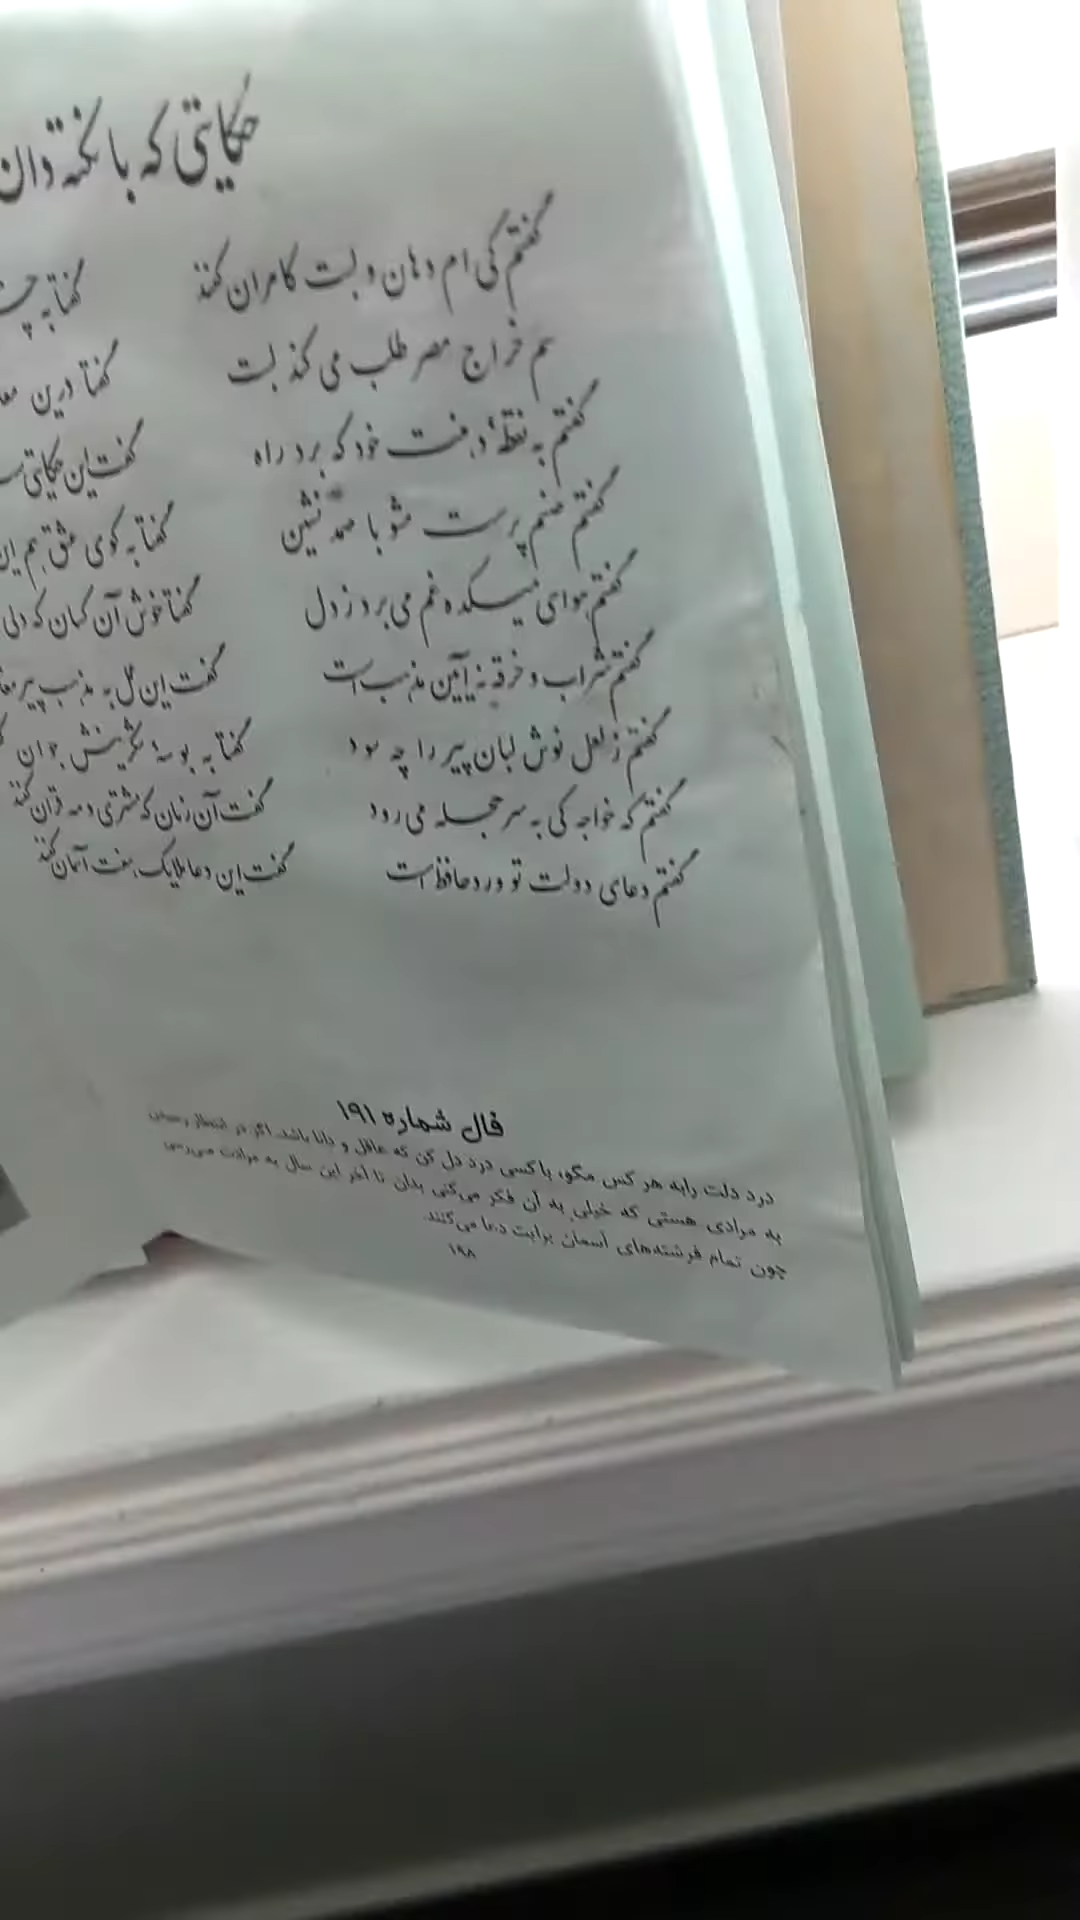 حکایتی که با نکته دان
گفتم کی ام دهان و لبت کامران کنند گفتا به
هم خراج مصر طلب می کند لبت گفتا درین
گفتم به نقطهٔ دهنت خود که برد راه گفت این حکایتی
گفتم صنم پرست مشو با صمد نشین گفتا به کوی عشق هم
گفتم هوای میکده غم می برد ز دل گفتا خوش آن کسان که دلی
گفتم شراب و خرقه نه آیین مذهب است گفت این عمل به مذهب پیر
گفتم ز لعل نوش لبان پیر را چه سود گفتا به بوسهٔ شکرینش جوان
گفتم که خواجه کی به سر حجله می رود گفت آن زمان که مشتری و مه قران کنند
گفتم دعای دولت تو ورد حافظ است گفت این دعا ملایک هفت آسمان کنند
فال شماره ۱۹۱
درد دلت را به هر کس مگو، با کسی درد دل کن که عاقل و دانا باشد. اگر در انتظار رسیدن
به مرادی هستی که خیلی به آن فکر می‌کنی بدان تا آخر این سال به مرادت می‌رسی
چون تمام فرشته‌های آسمان برایت دعا می‌کنند.
۱۹۸